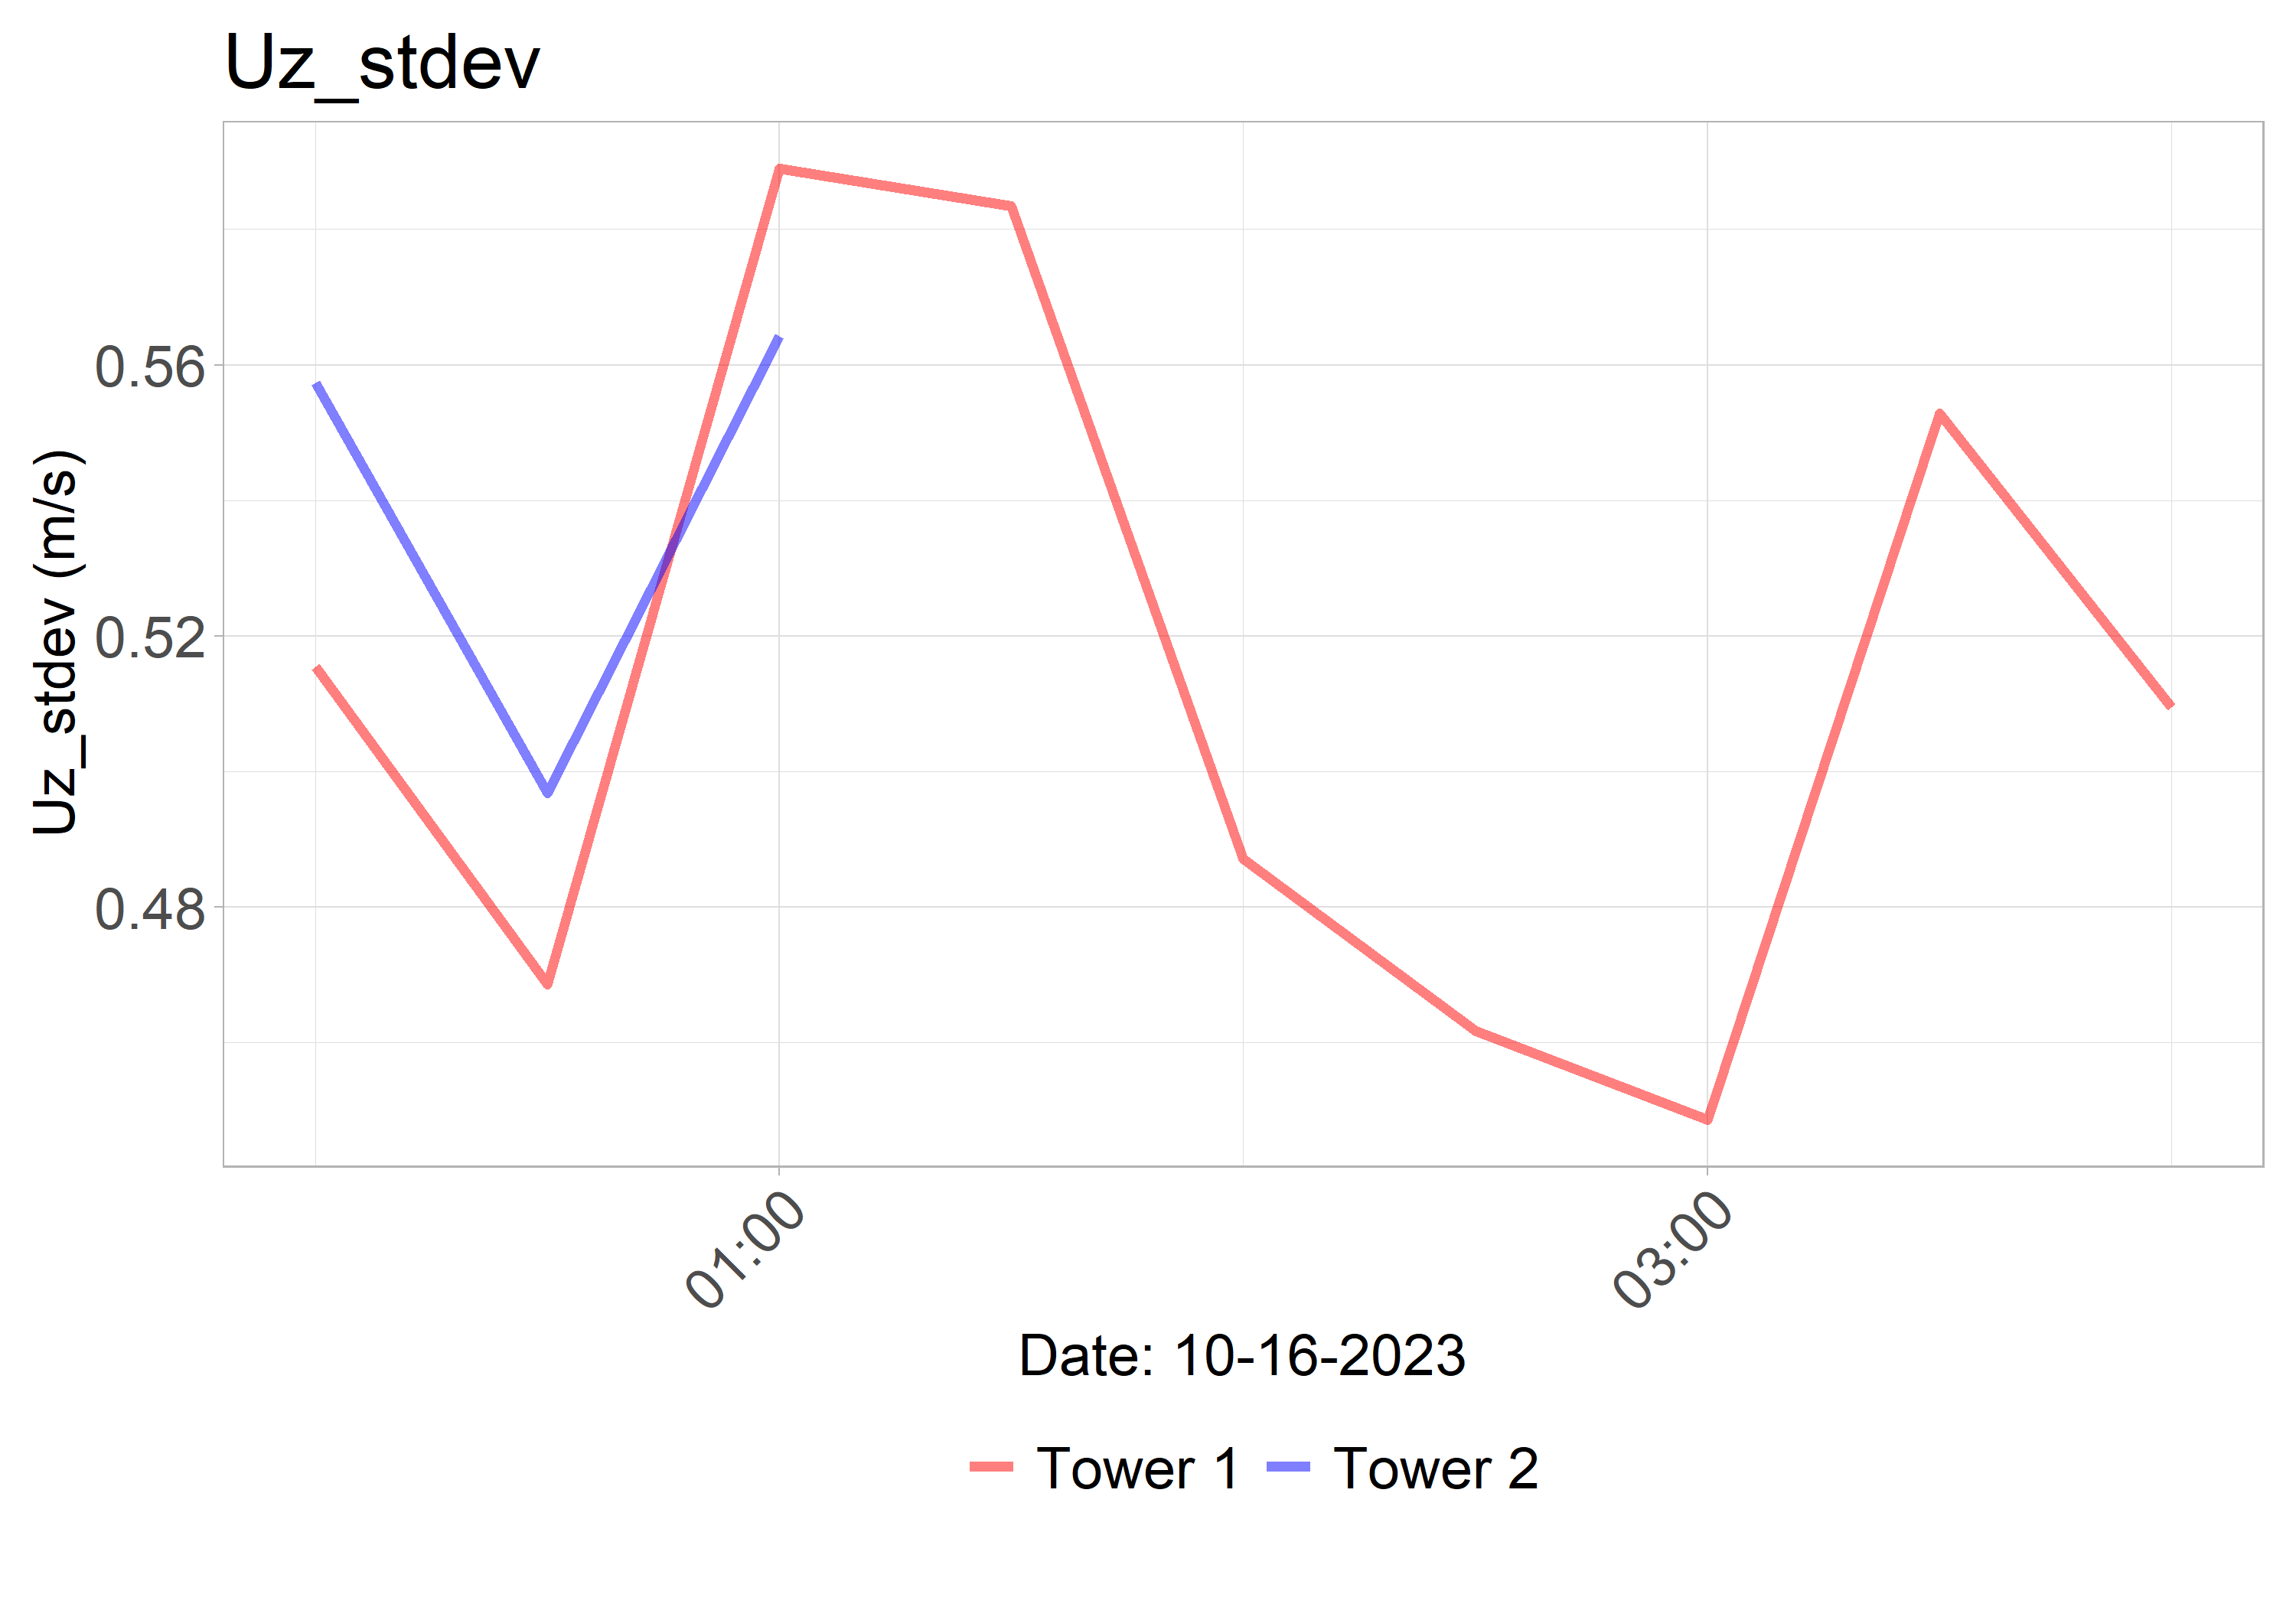 Uz_stdev
Uz_stdev (m/s)
0.56
0.52
0.48
01:00
03:00
Date: 10-16-2023
Tower 1
Tower 2